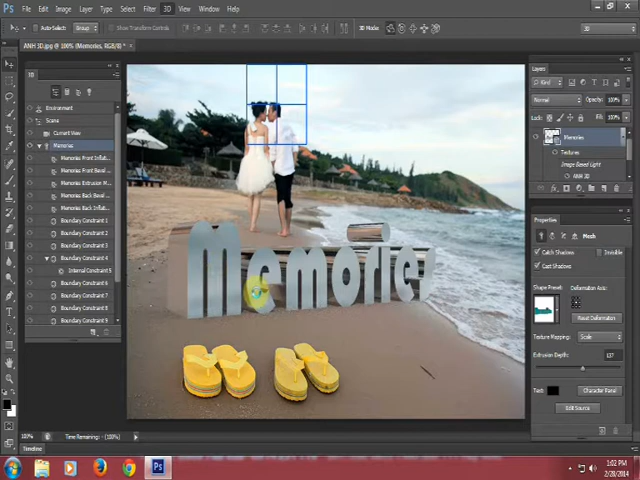 Ps File Edit Image Layer Type Select Filter 3D View Window Help
Auto-Select: Group Show Transform Controls 3D Mode: 3D
ANH 3D.jpg @ 100% (Memories, RGB/8) *
3D
Environment
Scene
Current View
Memories
Memories Front Inflat...
Memories Front Bevel...
Memories Extrusion M...
Memories Back Bevel...
Memories Back Inflat...
Boundary Constraint 1
Boundary Constraint 2
Boundary Constraint 3
Boundary Constraint 4
Internal Constraint 5
Boundary Constraint 6
Boundary Constraint 7
Boundary Constraint 8
Boundary Constraint 9
Memories
Layers
Kind
Normal Opacity: 100%
Lock: Fill: 100%
Memories
Textures
Image Based Light
ANH 3D...
Properties
Mesh
Catch Shadows Invisible
Cast Shadows
Shape Preset: Deformation Axis:
Reset Deformation
Texture Mapping: Scale
Extrusion Depth: 137
Text: Character Panel
Edit Source
100% Time Remaining: (100%)
Timeline
Ps
1:02 PM
2/28/2014